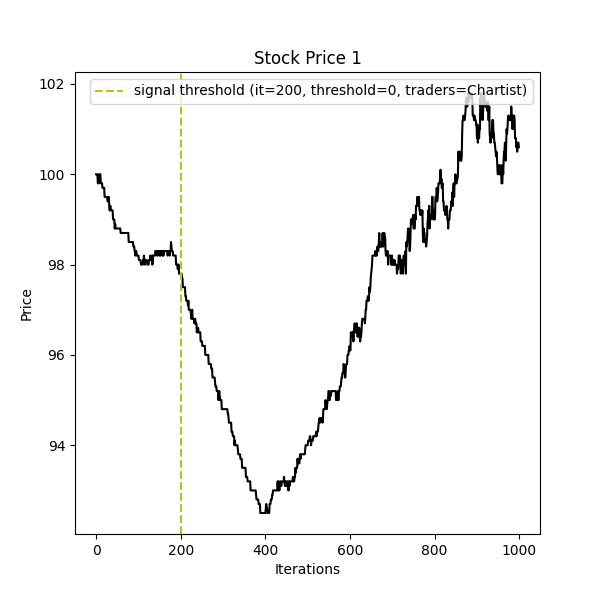 Stock Price 1
signal threshold (it=200, threshold=0, traders=Chartist)
102
100
98
96
94
Price
0 200 400 600 800 1000
Iterations